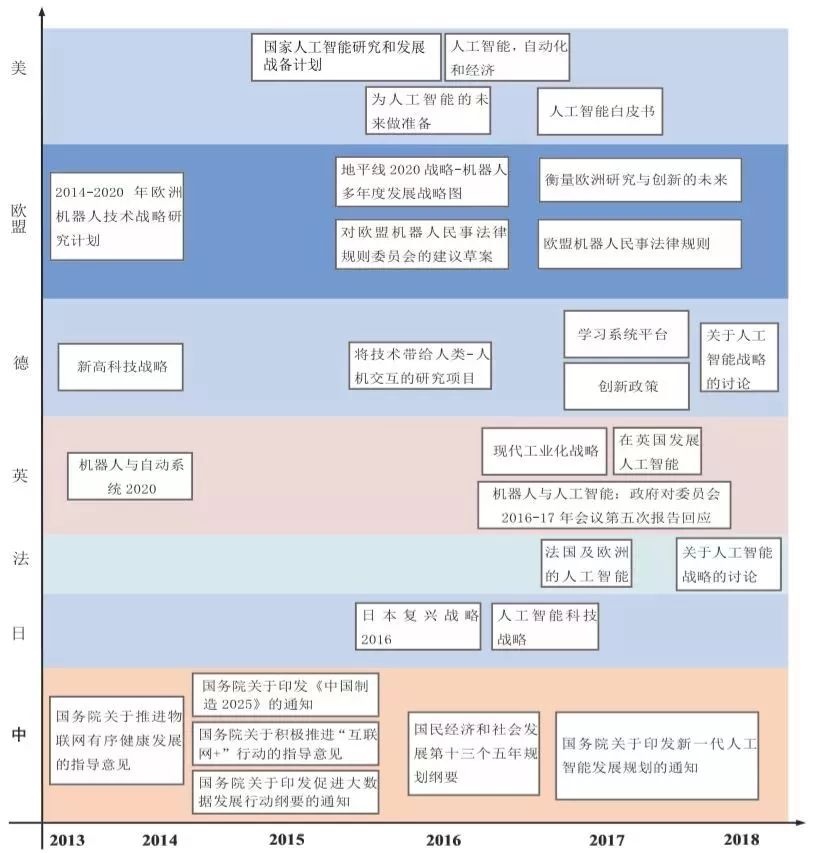 美
国家人工智能研究和发展
战备计划
人工智能，自动化
和经济
为人工智能的未
来做准备
人工智能白皮书
欧盟
2014-2020 年欧洲
机器人技术战略研
究计划
地平线2020战略-机器人
多年度发展战略图
衡量欧洲研究与创新的未来
对欧盟机器人民事法律
规则委员会的建议草案
欧盟机器人民事法律规则
德
新高科技战略
将技术带给人类-人
机交互的研究项目
学习系统平台
创新政策
关于人工
智能战略
的讨论
英
机器人与自动系
统2020
现代工业化战略
在英国发展
人工智能
机器人与人工智能：政府对委员会
2016-17年会议第五次报告回应
法
法国及欧洲
的人工智能
关于人工智能
战略的讨论
日
日本复兴战略
2016
人工智能科技
战略
中
国务院关于推进物
联网有序健康发展
的指导意见
国务院关于印发《中国制
造2025》的通知
国务院关于积极推进“互联
网+”行动的指导意见
国务院关于印发促进大数
据发展行动纲要的通知
国民经济和社会发
展第十三个五年规
划纲要
国务院关于印发新一代人工
智能发展规划的通知
2013 2014 2015 2016 2017 2018